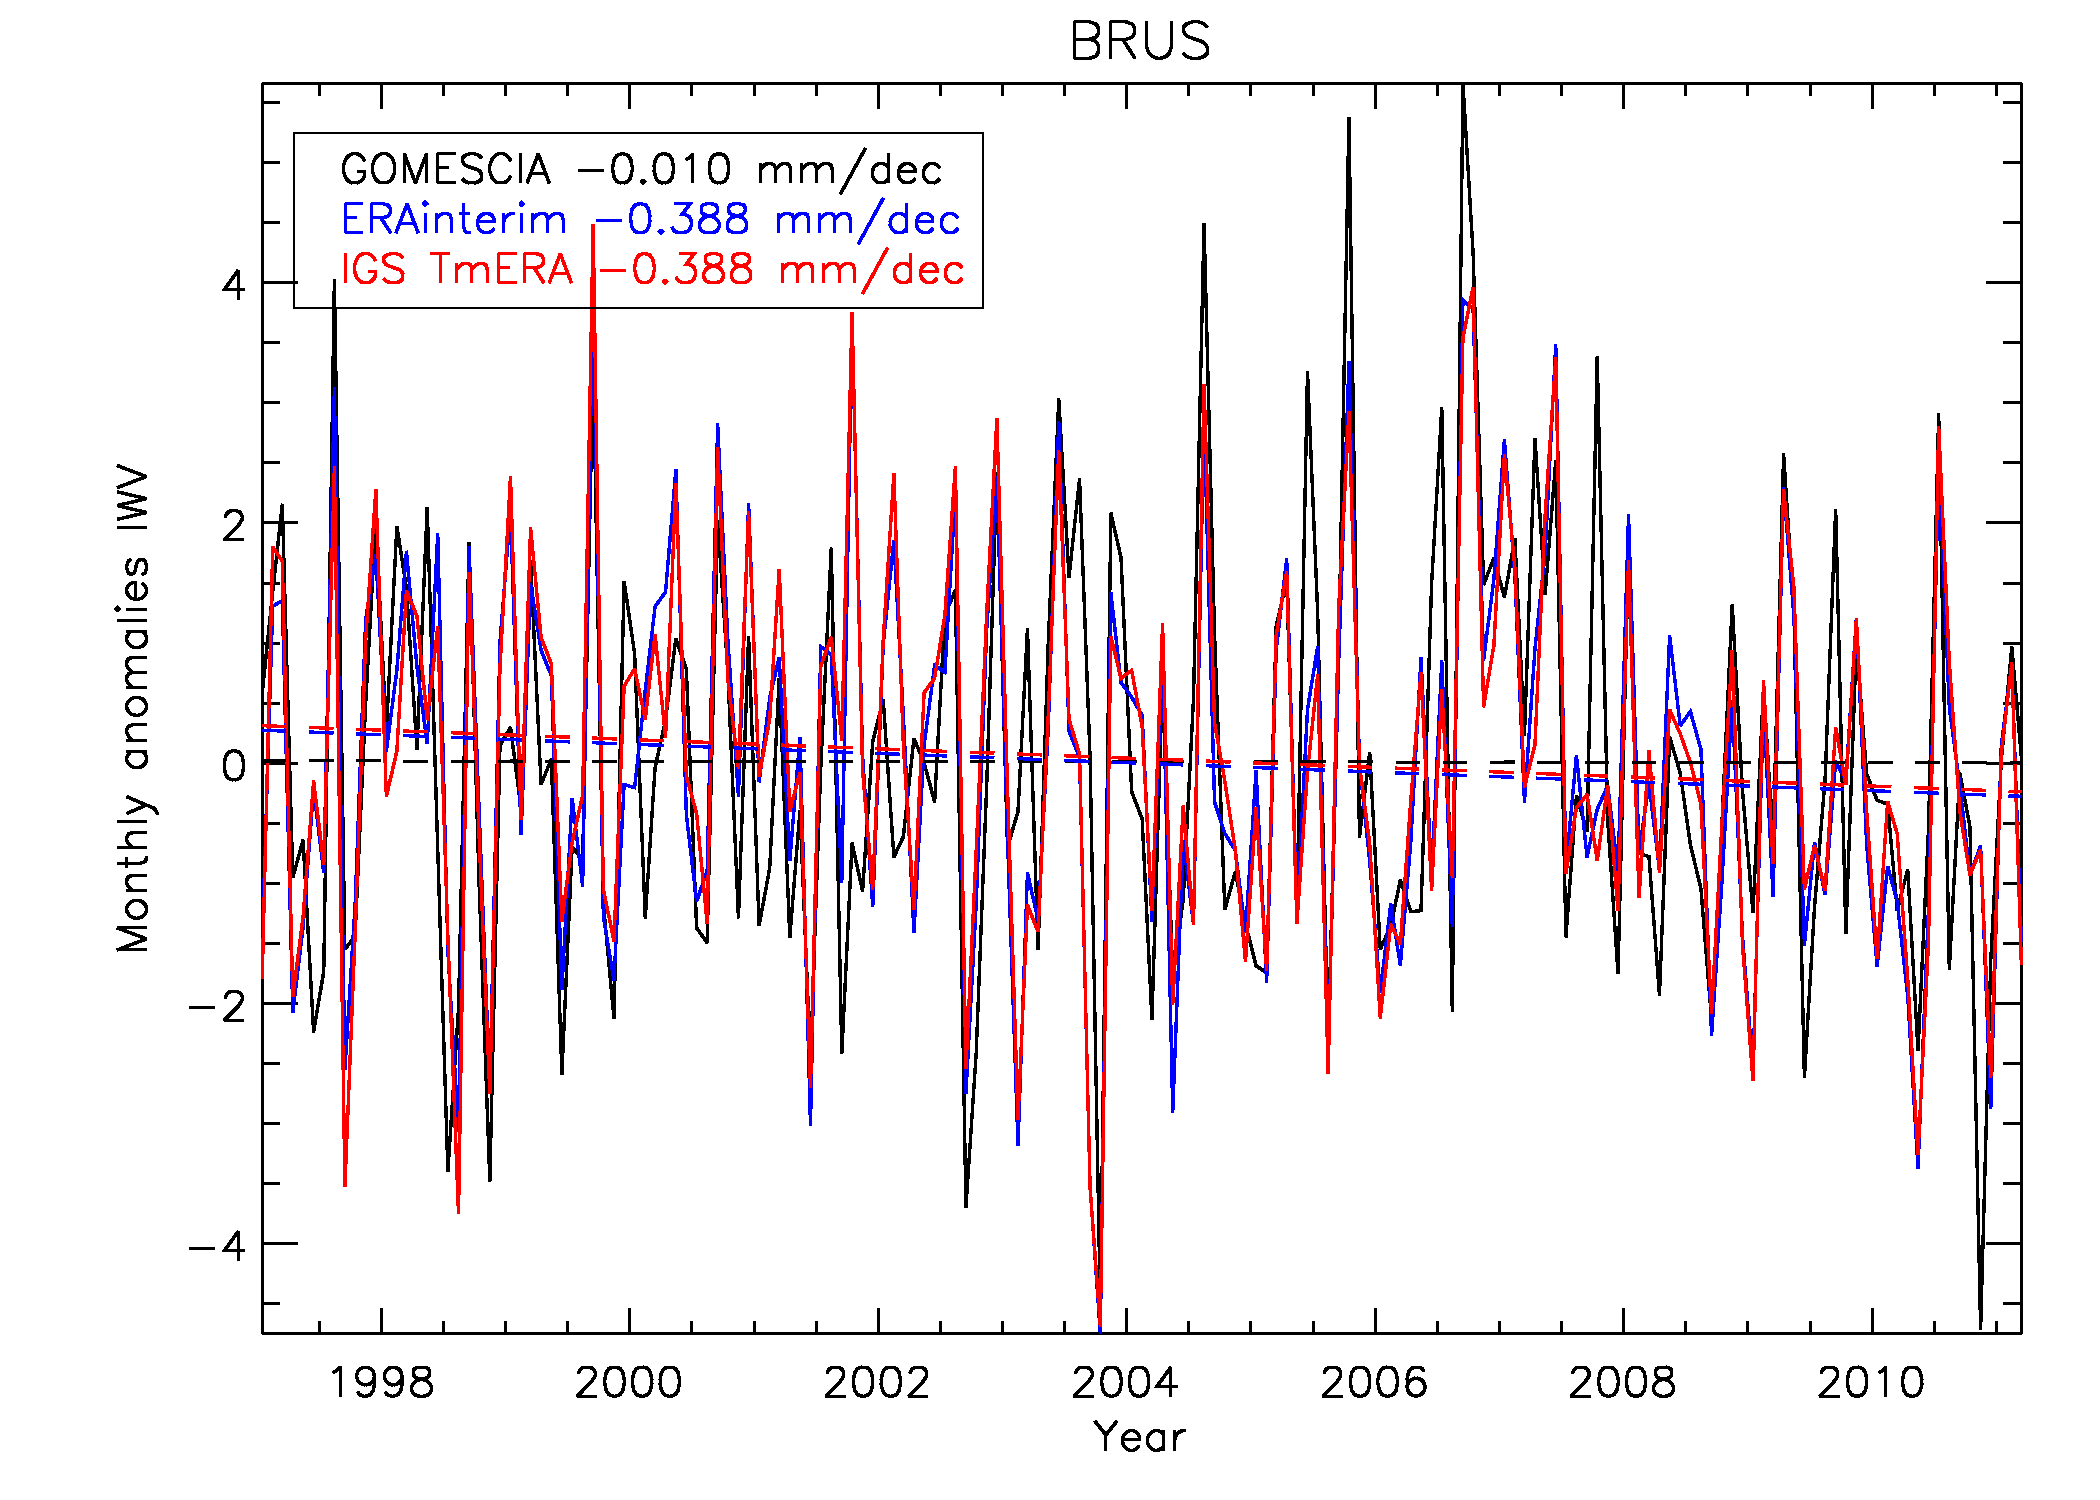 BRUS
GOMESCIA -0.010 mm/dec
ERAinterim -0.388 mm/dec
IGS TmERA -0.388 mm/dec
Monthly anomalies IWV
4
2
0
-2
-4
1998 2000 2002 2004 2006 2008 2010
Year